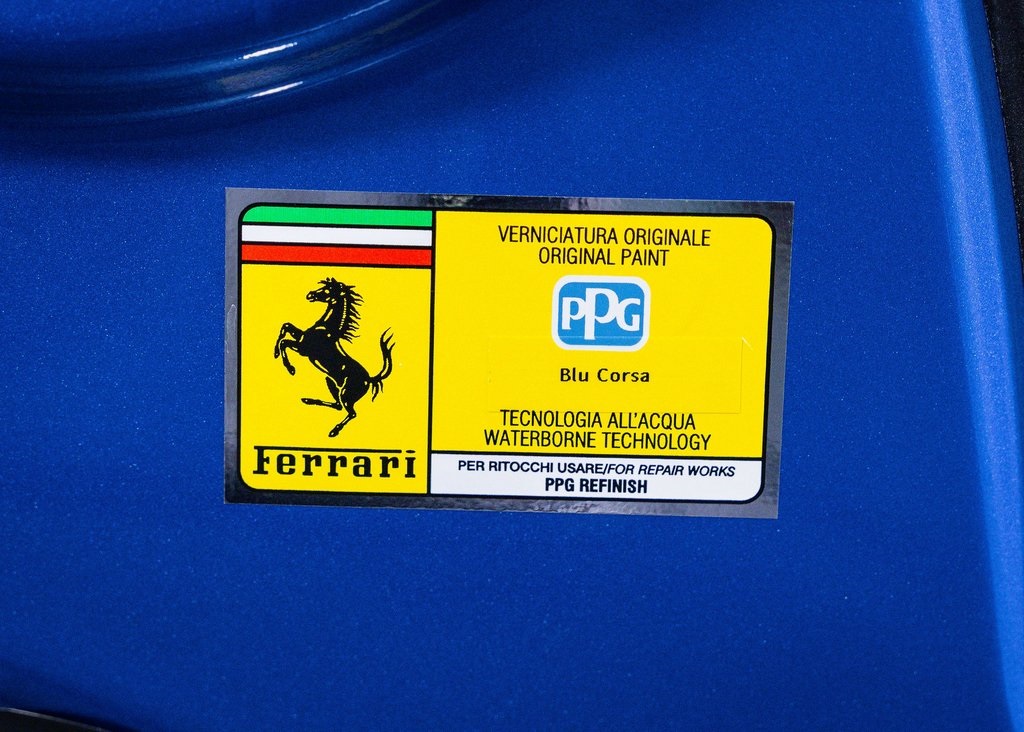 Ferrari
VERNICIATURA ORIGINALE
ORIGINAL PAINT
PPG
Blu Corsa
TECNOLOGIA ALL'ACQUA
WATERBORNE TECHNOLOGY
PER RITOCCHI USARE/FOR REPAIR WORKS
PPG REFINISH